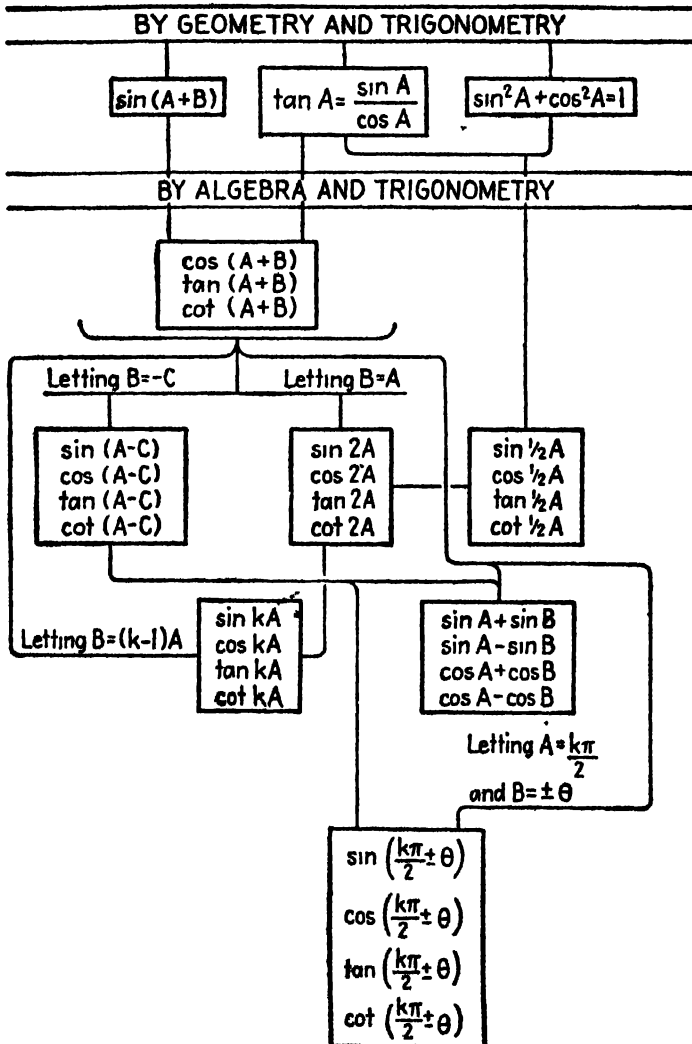 BY GEOMETRY AND TRIGONOMETRY
sin (A+B)
tan A = sin A / cos A
sin²A + cos²A = 1
BY ALGEBRA AND TRIGONOMETRY
cos (A+B)
tan (A+B)
cot (A+B)
Letting B=-C
Letting B=A
sin (A-C)
cos (A-C)
tan (A-C)
cot (A-C)
sin 2A
cos 2A
tan 2A
cot 2A
sin ½A
cos ½A
tan ½A
cot ½A
Letting B=(k-1)A
sin kA
cos kA
tan kA
cot kA
sin A + sin B
sin A - sin B
cos A + cos B
cos A - cos B
Letting A = kπ/2
and B = ± θ
sin (kπ/2 ± θ)
cos (kπ/2 ± θ)
tan (kπ/2 ± θ)
cot (kπ/2 ± θ)